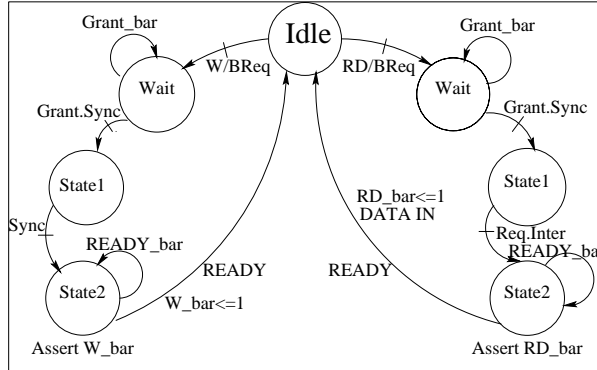 Grant_bar
Idle
Grant_bar
W/BReq
RD/BReq
Wait
Wait
Grant.Sync
Grant.Sync
State1
State1
RD_bar<=1
DATA IN
Sync
Req.Inter
READY_bar
READY_ba
READY
READY
State2
State2
W_bar<=1
Assert W_bar
Assert RD_bar